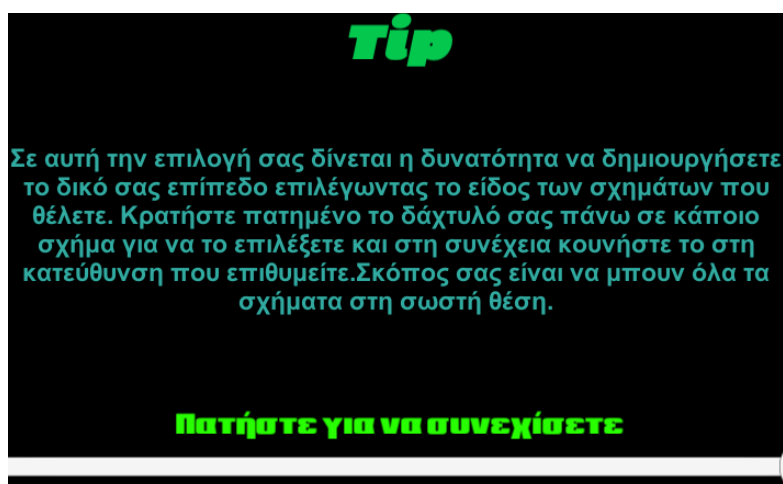 Tip
Σε αυτή την επιλογή σας δίνεται η δυνατότητα να δημιουργήσετε
το δικό σας επίπεδο επιλέγοντας το είδος των σχημάτων που
θέλετε. Κρατήστε πατημένο το δάχτυλό σας πάνω σε κάποιο
σχήμα για να το επιλέξετε και στη συνέχεια κουνήστε το στη
κατεύθυνση που επιθυμείτε.Σκόπος σας είναι να μπουν όλα τα
σχήματα στη σωστή θέση.
Πατήστε για να συνεχίσετε